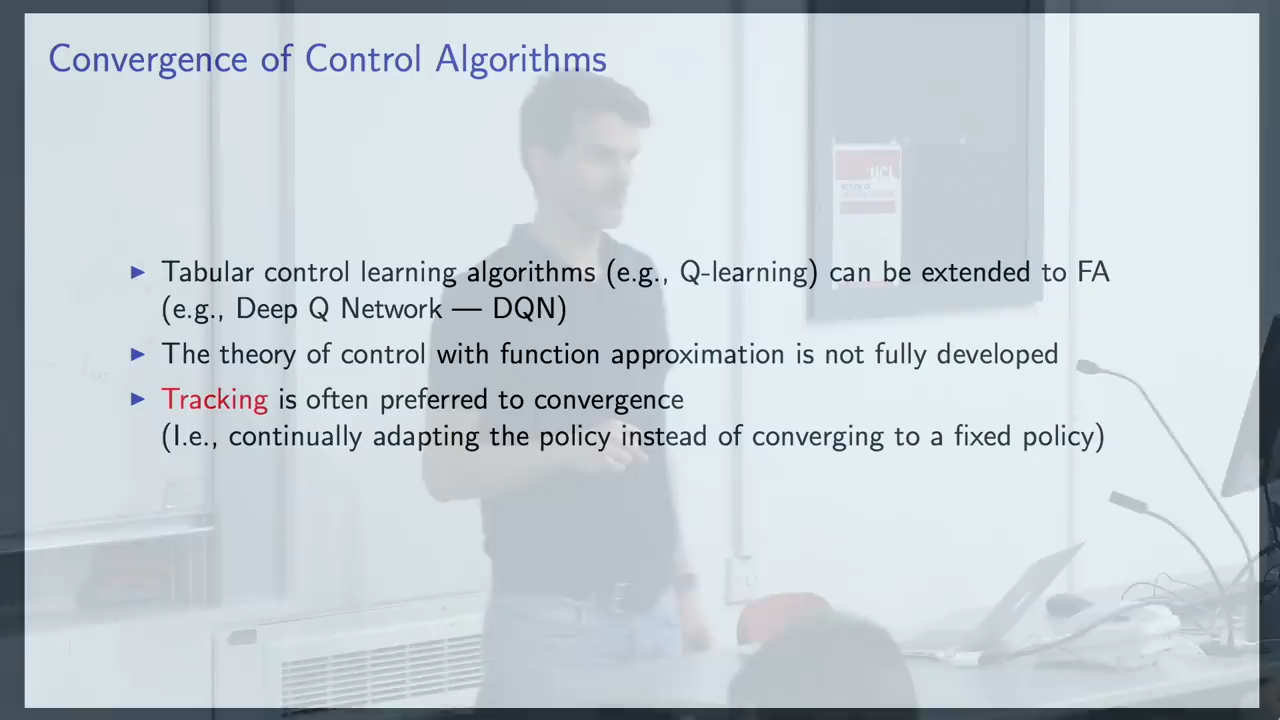 Convergence of Control Algorithms
▶ Tabular control learning algorithms (e.g., Q-learning) can be extended to FA
(e.g., Deep Q Network — DQN)
▶ The theory of control with function approximation is not fully developed
▶ Tracking is often preferred to convergence
(I.e., continually adapting the policy instead of converging to a fixed policy)
UCL